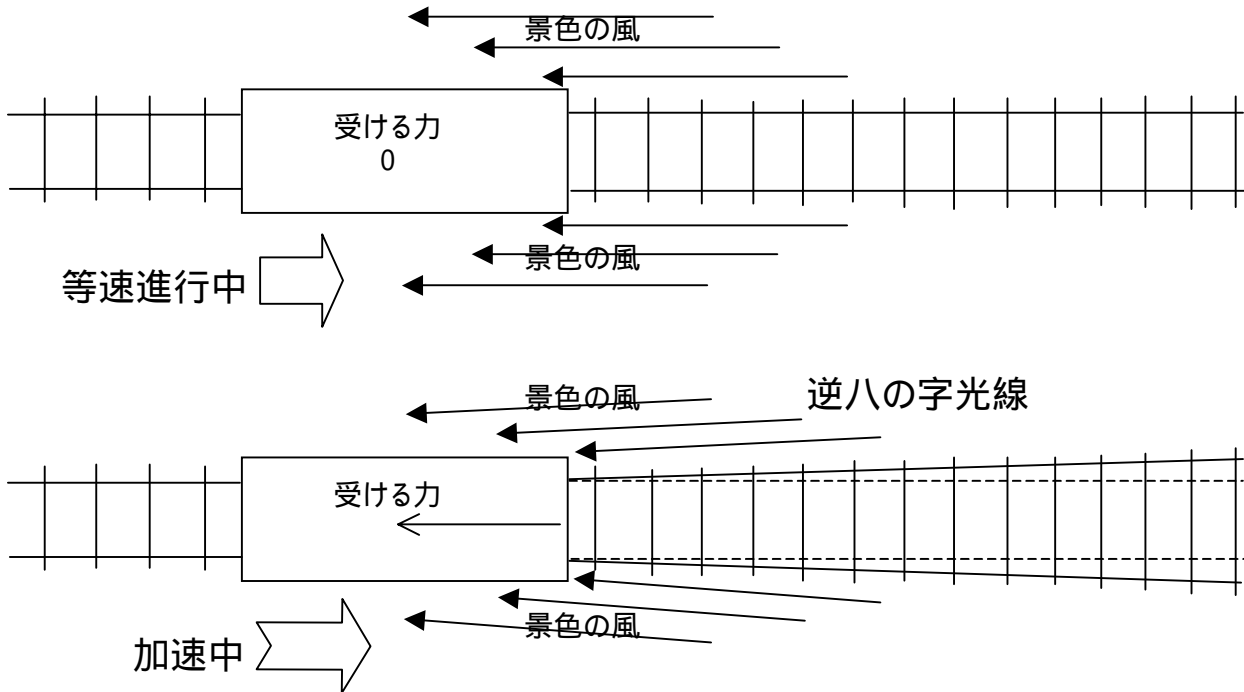 景色の風
受ける力
0
景色の風
等速進行中
逆八の字光線
景色の風
受ける力
景色の風
加速中